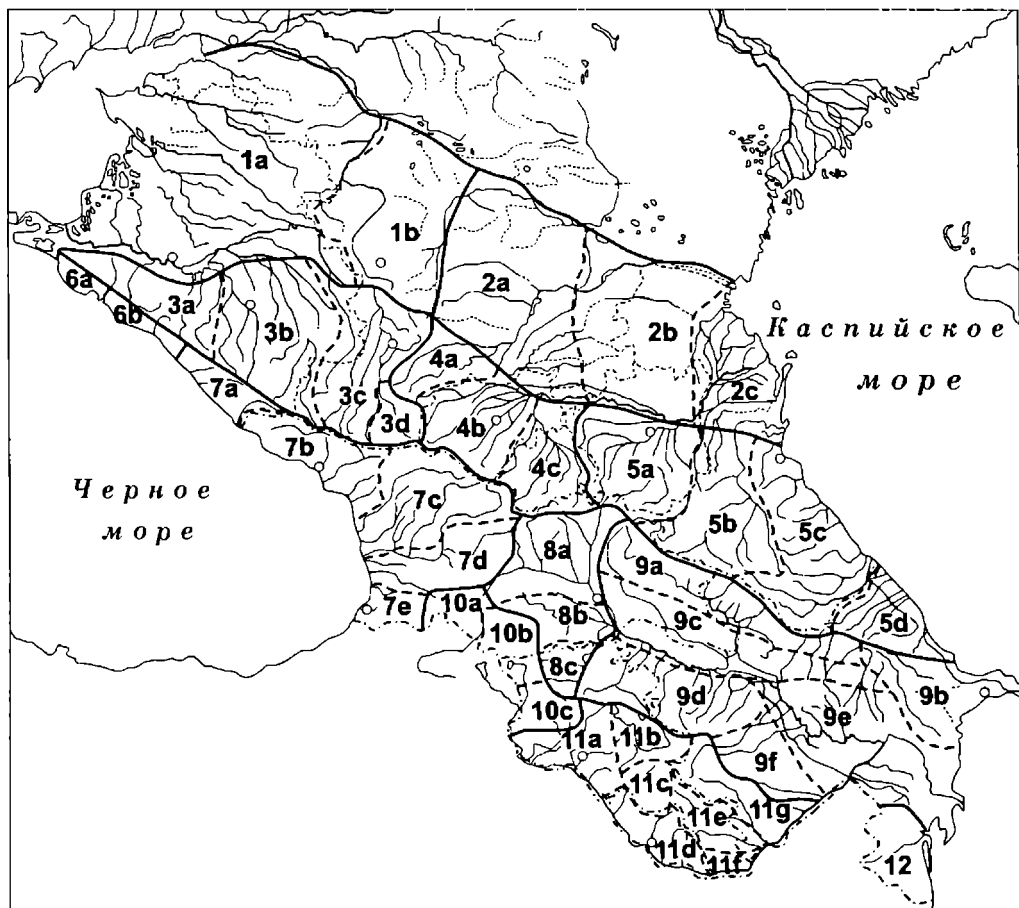 1a
1b
2a
6a
6b
3a
3b
2b
Каспийское
море
4a
2c
7a
3c
3d
4b
7b
4c
5a
Черное
море
7c
5b
5c
8a
7d
9a
7e
10a
8b
9c
5d
10b
8c
9d
9b
10c
9e
11a
11b
9f
11c
11e
11g
11d
11f
12